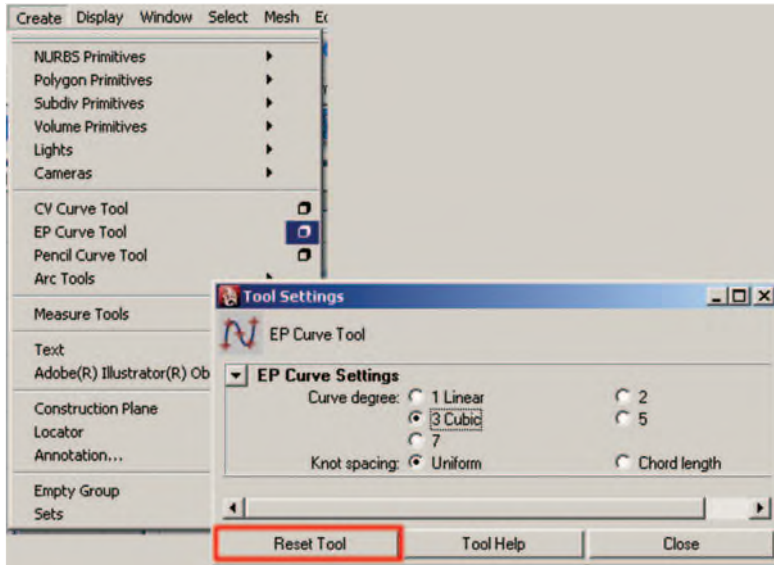 Create Display Window Select Mesh
NURBS Primitives
Polygon Primitives
Subdiv Primitives
Volume Primitives
Lights
Cameras
CV Curve Tool
EP Curve Tool
Pencil Curve Tool
Arc Tools
Measure Tools
Text
Adobe(R) Illustrator(R) Ob
Construction Plane
Locator
Annotation...
Empty Group
Sets
Tool Settings
EP Curve Tool
EP Curve Settings
Curve degree: 1 Linear 2
3 Cubic 5
7
Knot spacing: Uniform Chord length
Reset Tool Tool Help Close